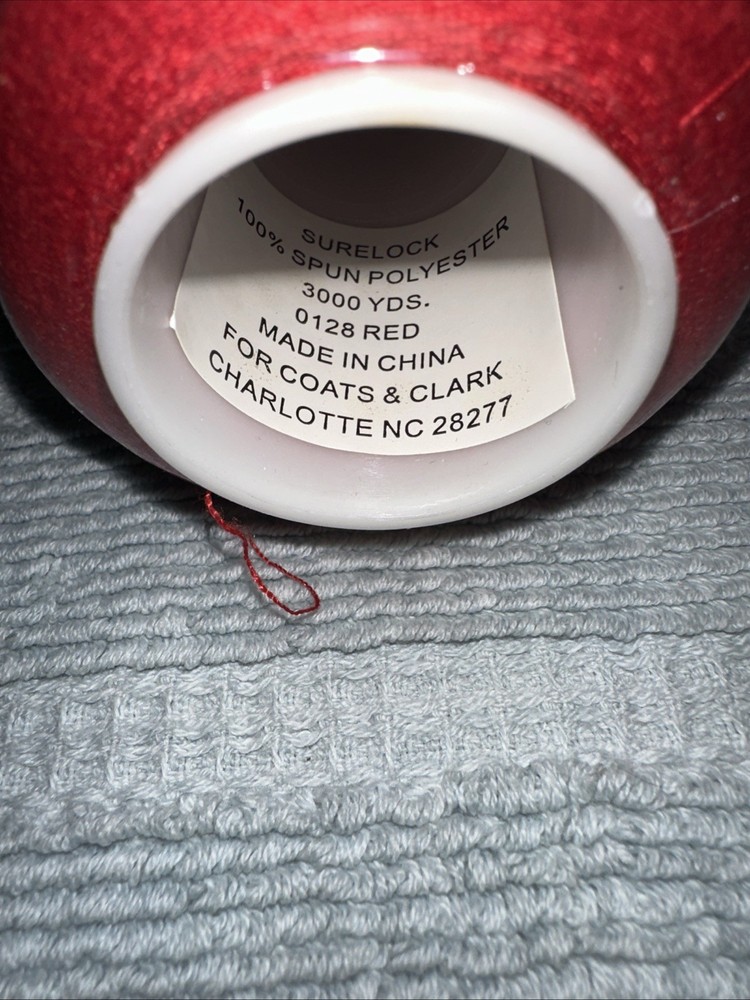 SURELOCK
100% SPUN POLYESTER
3000 YDS.
0128 RED
MADE IN CHINA
FOR COATS & CLARK
CHARLOTTE NC 28277